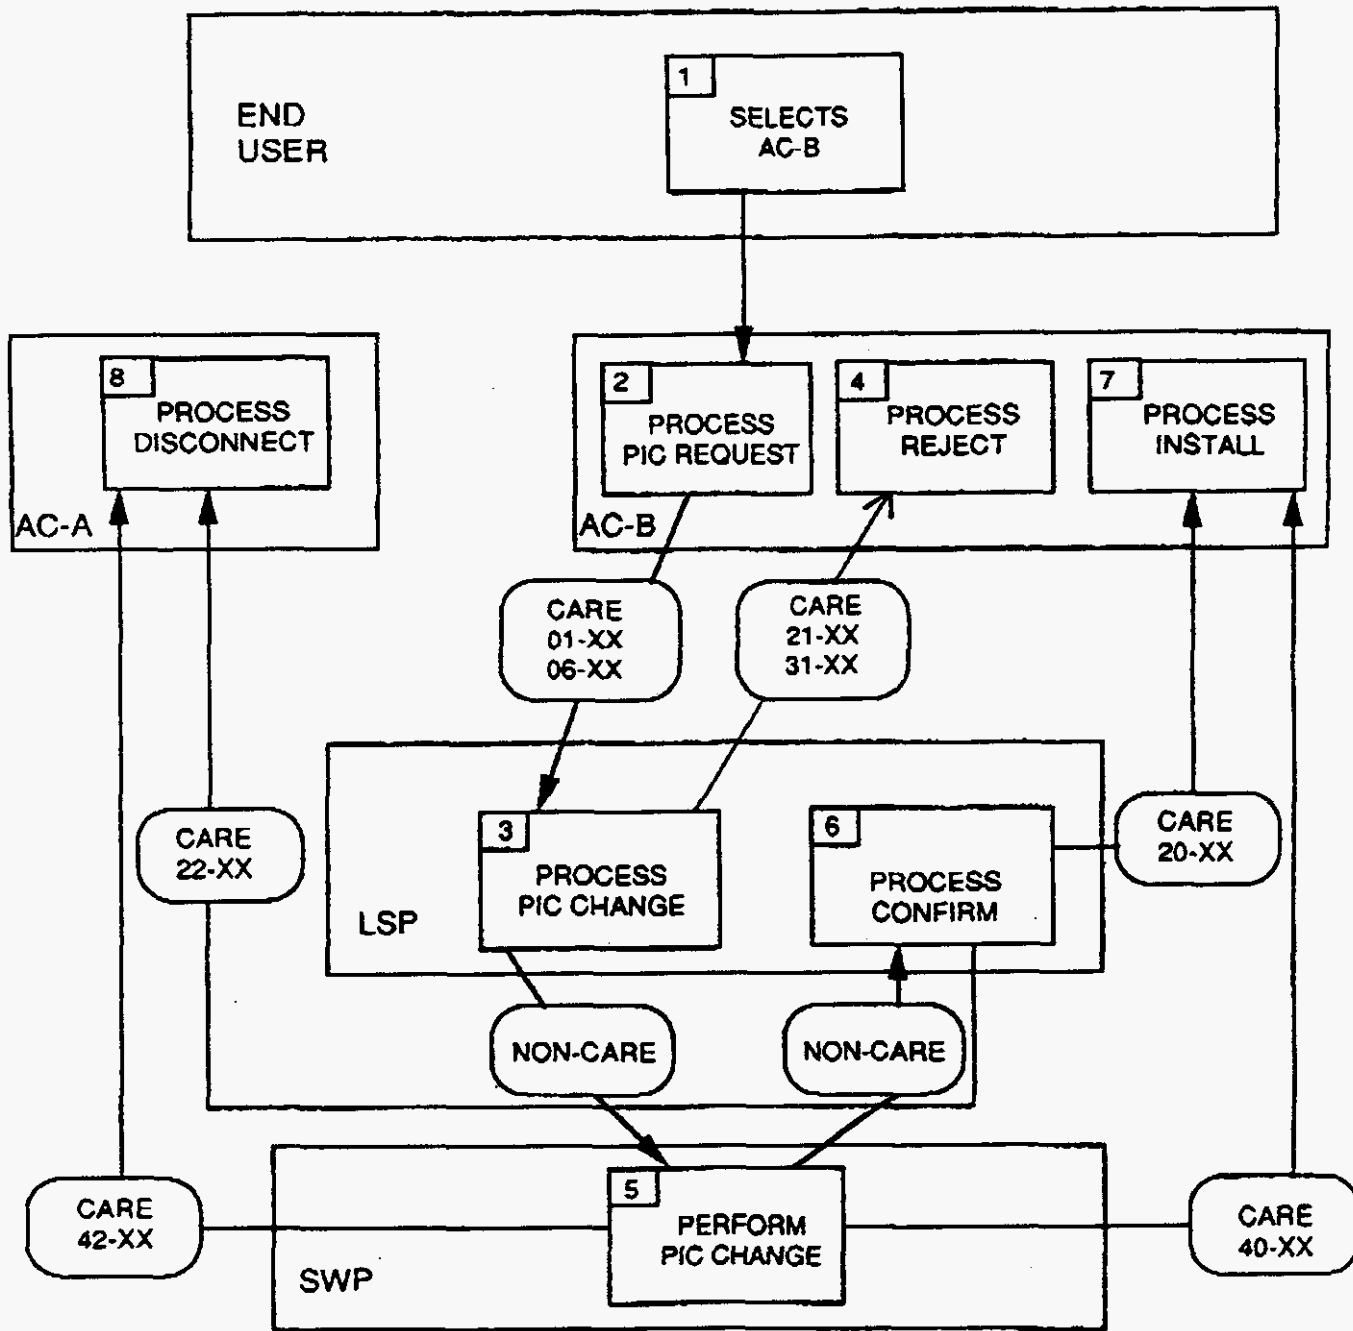 END
USER
1
SELECTS
AC-B
8
PROCESS
DISCONNECT
AC-A
2
PROCESS
PIC REQUEST
4
PROCESS
REJECT
7
PROCESS
INSTALL
AC-B
CARE
01-XX
06-XX
CARE
21-XX
31-XX
CARE
22-XX
3
PROCESS
PIC CHANGE
6
PROCESS
CONFIRM
LSP
CARE
20-XX
NON-CARE
NON-CARE
CARE
42-XX
5
PERFORM
PIC CHANGE
SWP
CARE
40-XX